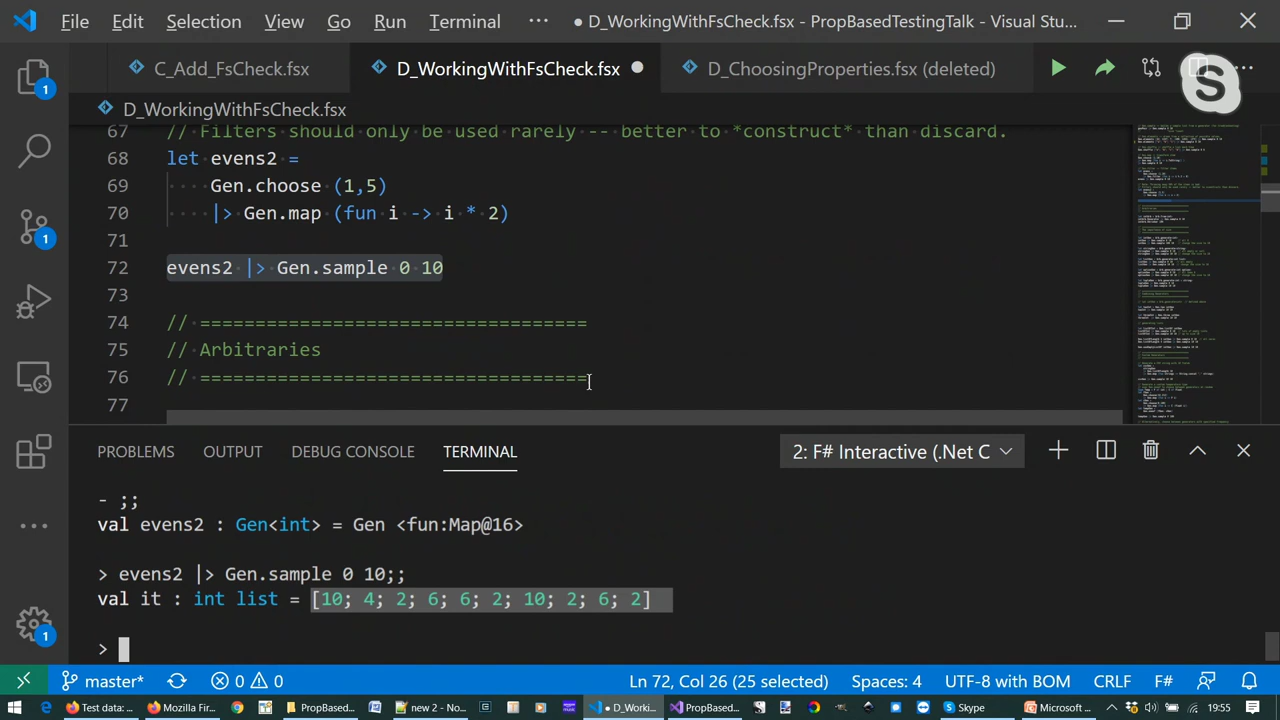 File Edit Selection View Go Run Terminal ··· ● D_WorkingWithFsCheck.fsx - PropBasedTestingTalk - Visual Stu...
C_Add_FsCheck.fsx D_WorkingWithFsCheck.fsx D_ChoosingProperties.fsx (deleted)
D_WorkingWithFsCheck.fsx
67 // Filters should only be used rarely -- better to *construct* than discard.
68 let evens2 =
69 Gen.choose (1,5)
70 |> Gen.map (fun i -> i * 2)
71
72 evens2 |> Gen.sample 0 10
73
74 // ================================
75 // Arbitraries
76 // ================================
77
PROBLEMS OUTPUT DEBUG CONSOLE TERMINAL 2: F# Interactive (.Net C
- ;;
val evens2 : Gen<int> = Gen <fun:Map@16>
> evens2 |> Gen.sample 0 10;;
val it : int list = [10; 4; 2; 6; 6; 2; 10; 2; 6; 2]
>
master* 0 0 Ln 72, Col 26 (25 selected) Spaces: 4 UTF-8 with BOM CRLF F#
Test data: ... Mozilla Fir... PropBased... new 2 - No... D_Worki... PropBased... Skype Microsoft ... 19:55